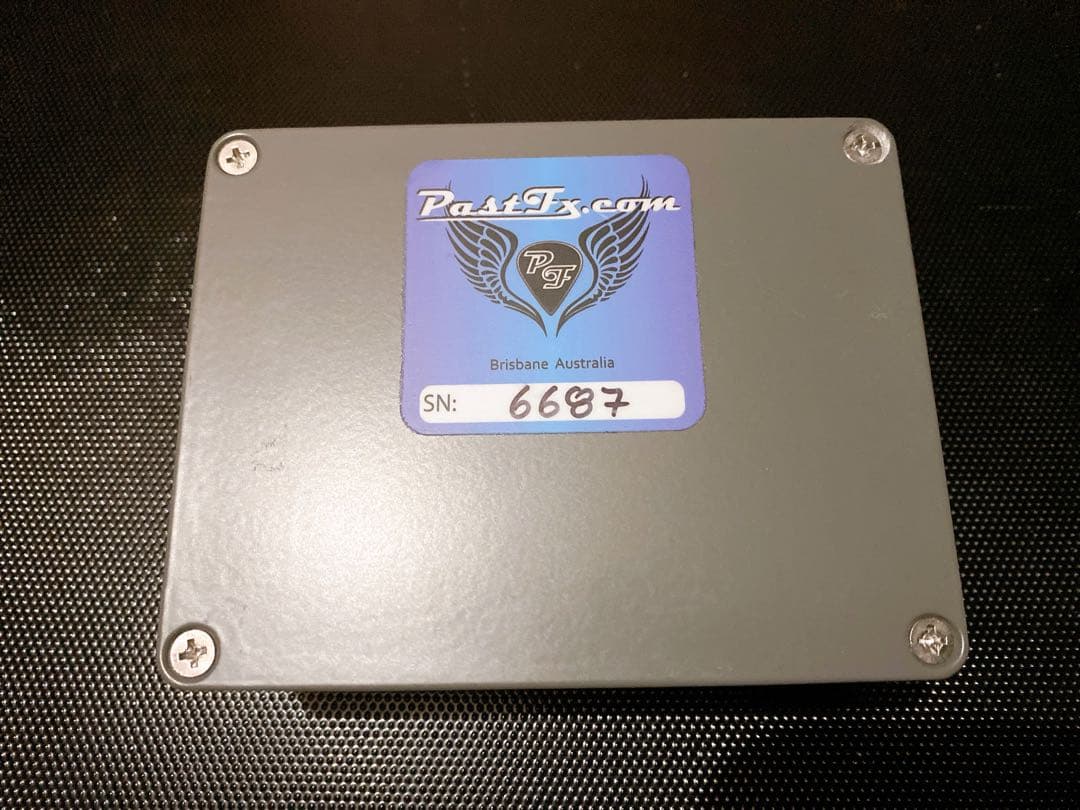 PastFx.com
PF
Brisbane Australia
SN: 6687